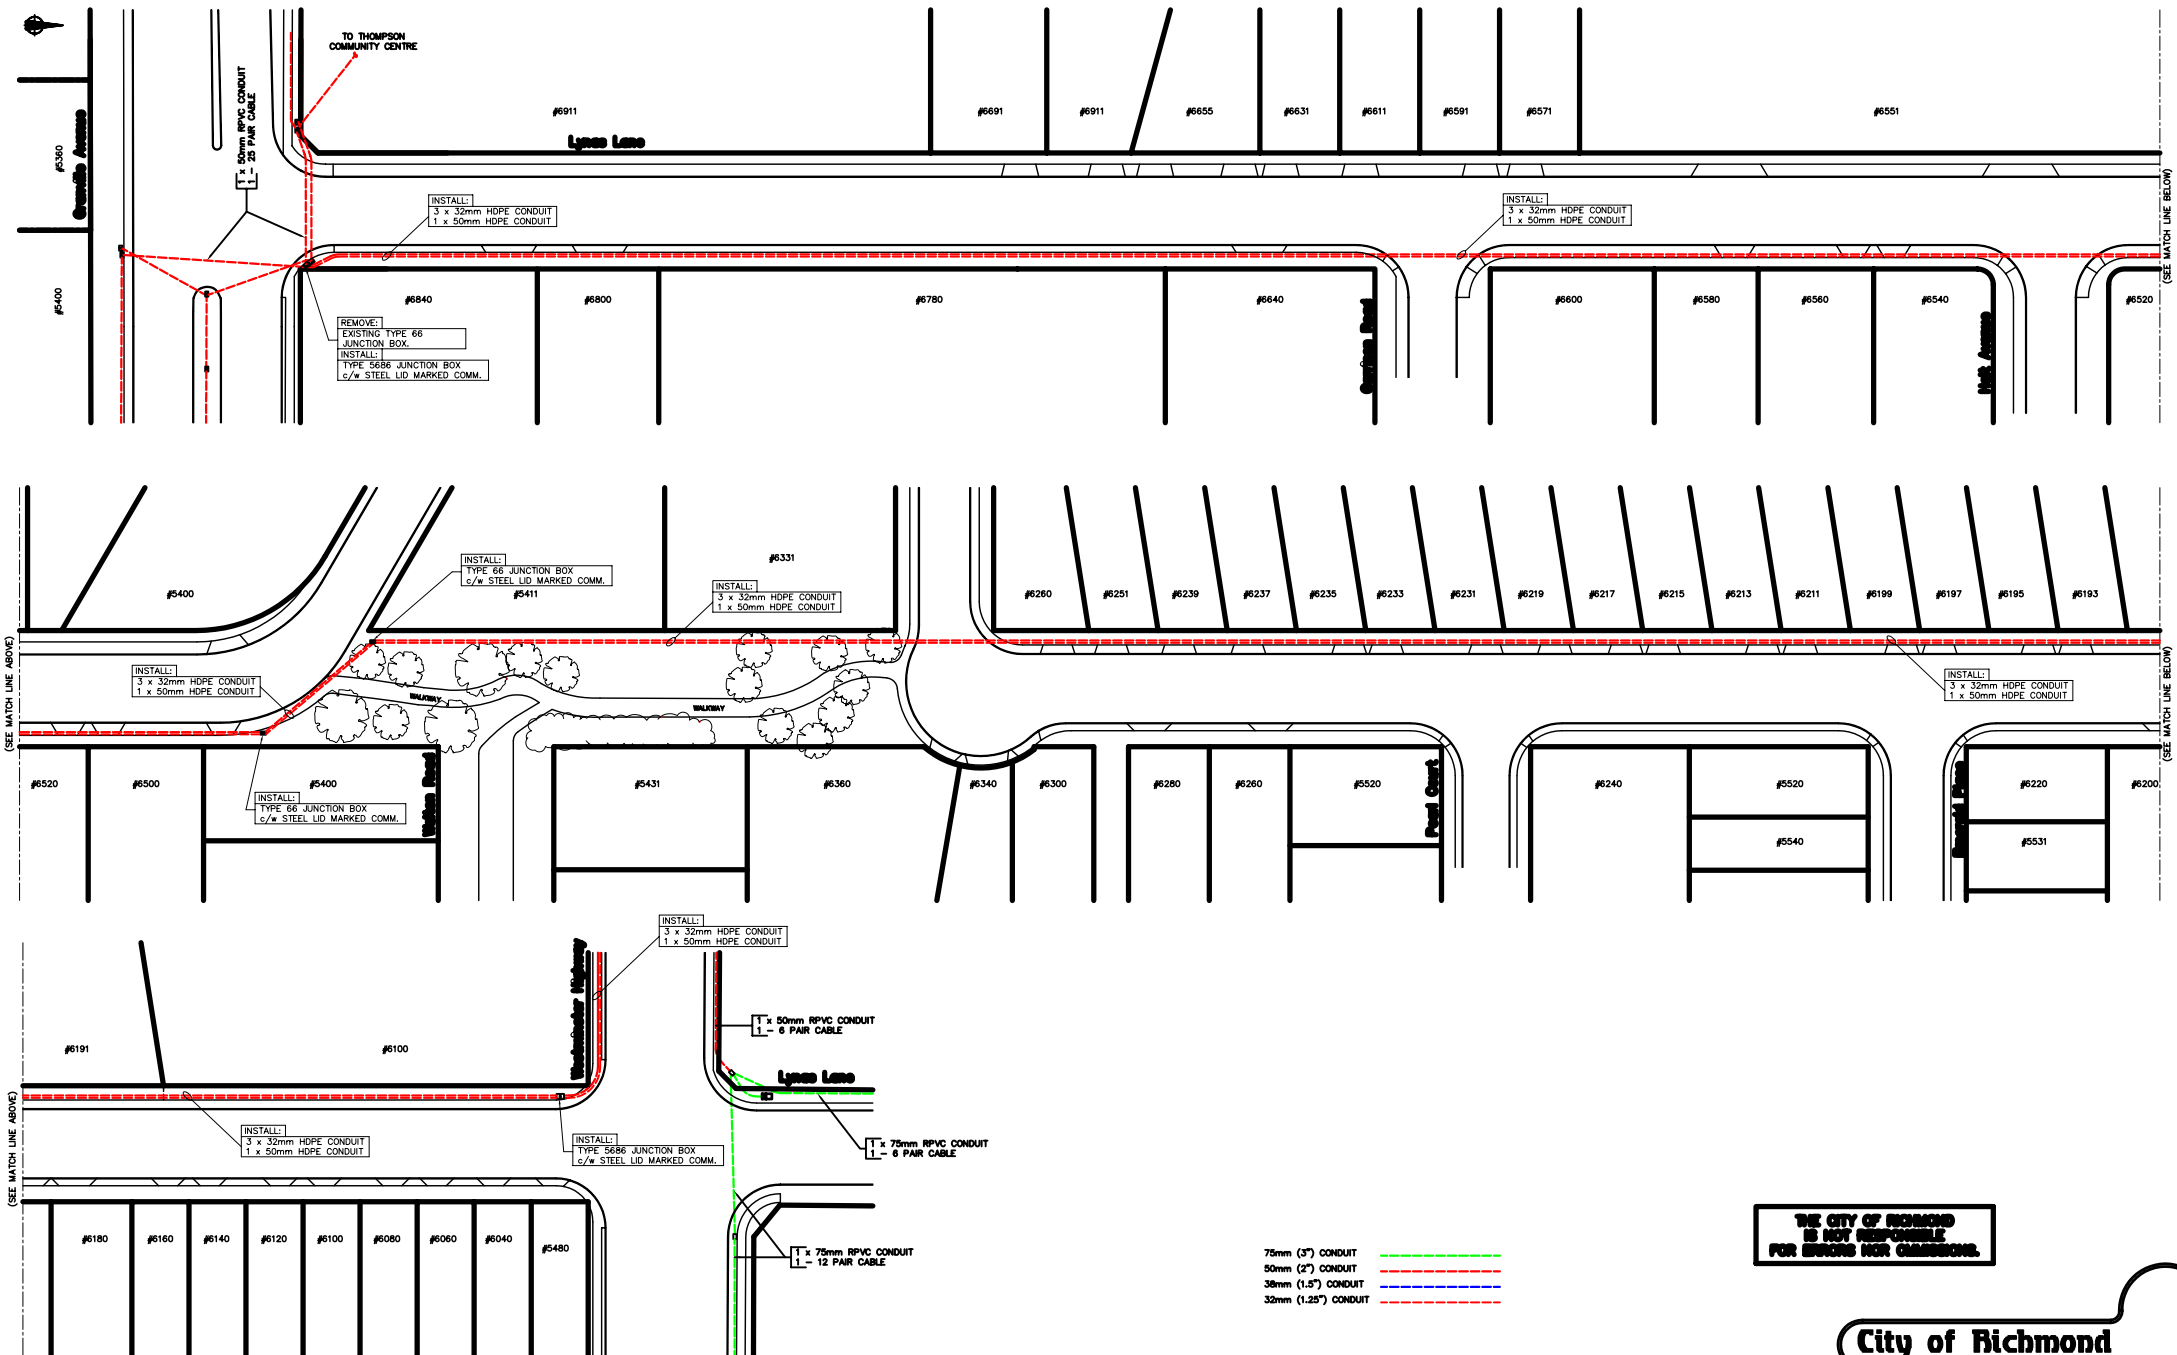 TO THOMPSON
COMMUNITY CENTRE
1 x 50mm RPVC CONDUIT
1 - 25 PAIR CABLE
#5360
Granville Avenue
#5400
#6911
Lynas Lane
#6691
#6911
#6655
#6631
#6611
#6591
#6571
#6551
INSTALL:
3 x 32mm HDPE CONDUIT
1 x 50mm HDPE CONDUIT
INSTALL:
3 x 32mm HDPE CONDUIT
1 x 50mm HDPE CONDUIT
(SEE MATCH LINE BELOW)
REMOVE:
EXISTING TYPE 66
JUNCTION BOX.
INSTALL:
TYPE 5686 JUNCTION BOX
c/w STEEL LID MARKED COMM.
#6840
#6800
#6780
#6640
Road
#6600
#6580
#6560
#6540
Holt Avenue
#6520
(SEE MATCH LINE ABOVE)
#5400
INSTALL:
TYPE 66 JUNCTION BOX
c/w STEEL LID MARKED COMM.
#5411
#6331
INSTALL:
3 x 32mm HDPE CONDUIT
1 x 50mm HDPE CONDUIT
#6260
#6251
#6239
#6237
#6235
#6233
#6231
#6219
#6217
#6215
#6213
#6211
#6199
#6197
#6195
#6193
INSTALL:
3 x 32mm HDPE CONDUIT
1 x 50mm HDPE CONDUIT
WALKWAY
WALKWAY
INSTALL:
3 x 32mm HDPE CONDUIT
1 x 50mm HDPE CONDUIT
(SEE MATCH LINE BELOW)
#6520
#6500
#5400
INSTALL:
TYPE 66 JUNCTION BOX
c/w STEEL LID MARKED COMM.
Walton Road
#5431
#6360
#6340
#6300
#6280
#6260
#5520
Pearl Court
#6240
#5520
#5540
Emerald Place
#6220
#5531
#6200
INSTALL:
3 x 32mm HDPE CONDUIT
1 x 50mm HDPE CONDUIT
Westminster Highway
(SEE MATCH LINE ABOVE)
#6191
#6100
1 x 50mm RPVC CONDUIT
1 - 6 PAIR CABLE
Lynas Lane
INSTALL:
3 x 32mm HDPE CONDUIT
1 x 50mm HDPE CONDUIT
INSTALL:
TYPE 5686 JUNCTION BOX
c/w STEEL LID MARKED COMM.
1 x 75mm RPVC CONDUIT
1 - 6 PAIR CABLE
#6180
#6160
#6140
#6120
#6100
#6080
#6060
#6040
#5480
1 x 75mm RPVC CONDUIT
1 - 12 PAIR CABLE
75mm (3") CONDUIT
50mm (2") CONDUIT
38mm (1.5") CONDUIT
32mm (1.25") CONDUIT
THE CITY OF RICHMOND
IS NOT RESPONSIBLE
FOR ERRORS NOR OMISSIONS.
City of Richmond